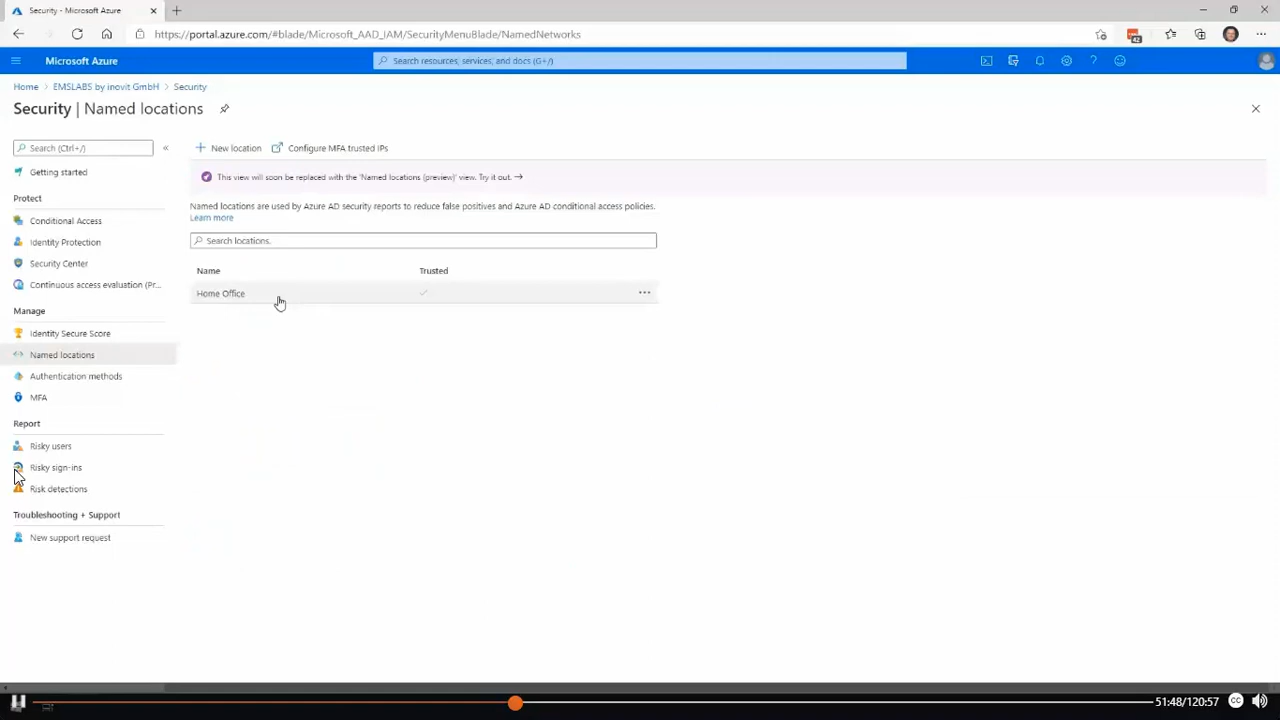 Security - Microsoft Azure
https://portal.azure.com/#blade/Microsoft_AAD_IAM/SecurityMenuBlade/NamedNetworks
42
Microsoft Azure
Search resources, services, and docs (G+/)
Home > EMSLABS by inovit GmbH > Security
Security | Named locations
Search (Ctrl+/)
«
Getting started
Protect
Conditional Access
Identity Protection
Security Center
Continuous access evaluation (Pr...
Manage
Identity Secure Score
Named locations
Authentication methods
MFA
Report
Risky users
Risky sign-ins
Risk detections
Troubleshooting + Support
New support request
New location
Configure MFA trusted IPs
This view will soon be replaced with the 'Named locations (preview)' view. Try it out. →
Named locations are used by Azure AD security reports to reduce false positives and Azure AD conditional access policies.
Learn more
Search locations.
Name Trusted
Home Office
51:48/120:57
CC